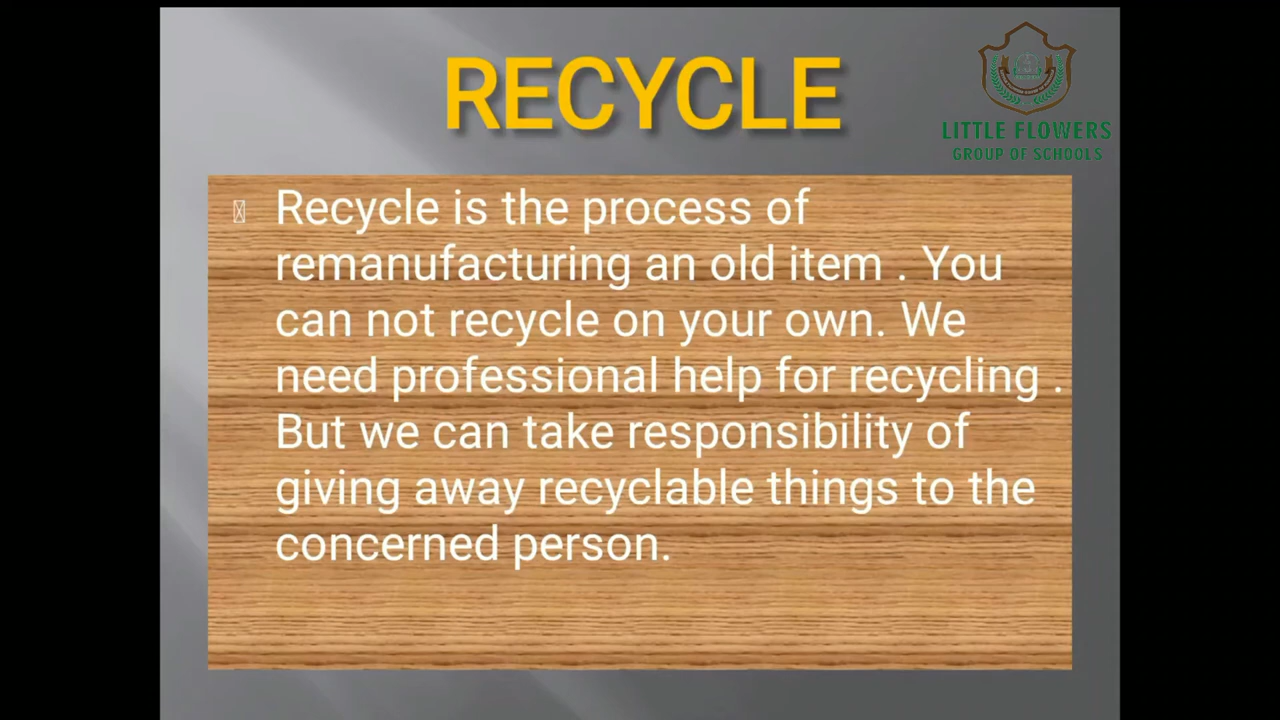 RECYCLE
LITTLE FLOWERS
GROUP OF SCHOOLS
Recycle is the process of
remanufacturing an old item . You
can not recycle on your own. We
need professional help for recycling .
But we can take responsibility of
giving away recyclable things to the
concerned person.